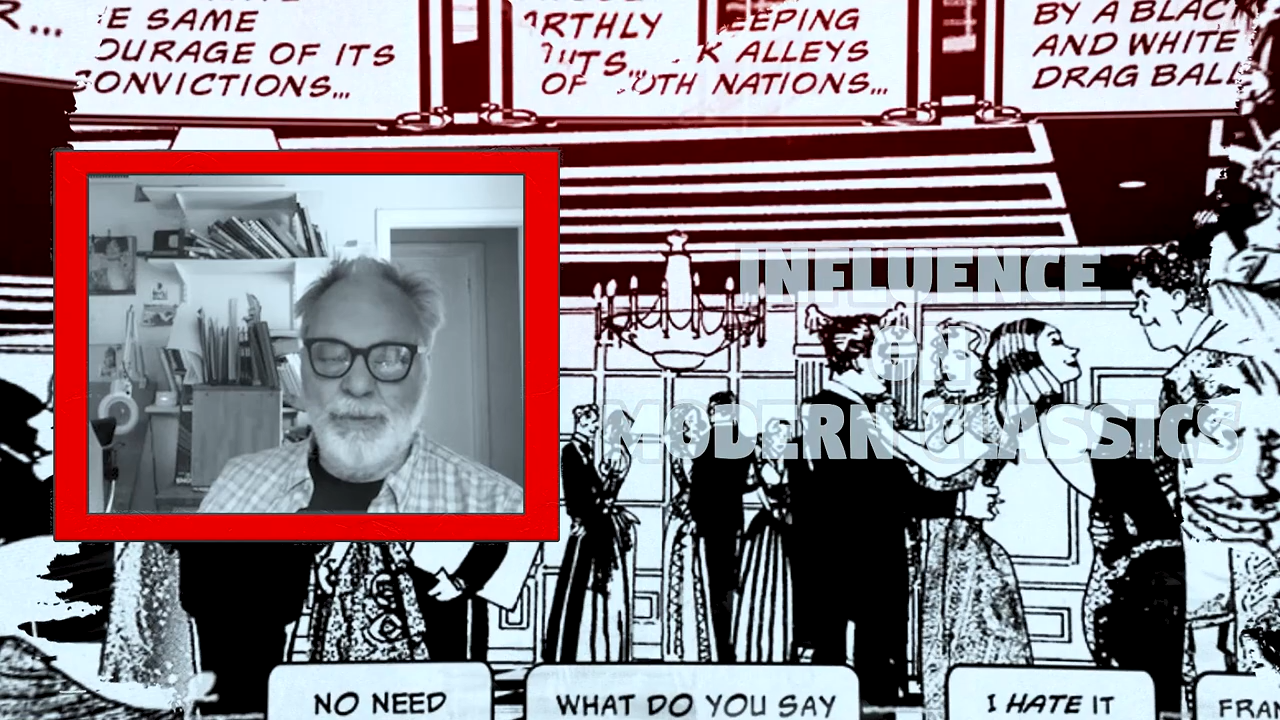 R...
E SAME
OURAGE OF ITS
CONVICTIONS...
ARTHLY
OF
EEPING
K ALLEYS
OTH NATIONS...
BY A BLACK
AND WHITE
DRAG BALL
INFLUENCE
ON
MODERN CLASSICS
NO NEED
WHAT DO YOU SAY
I HATE IT
FRAN